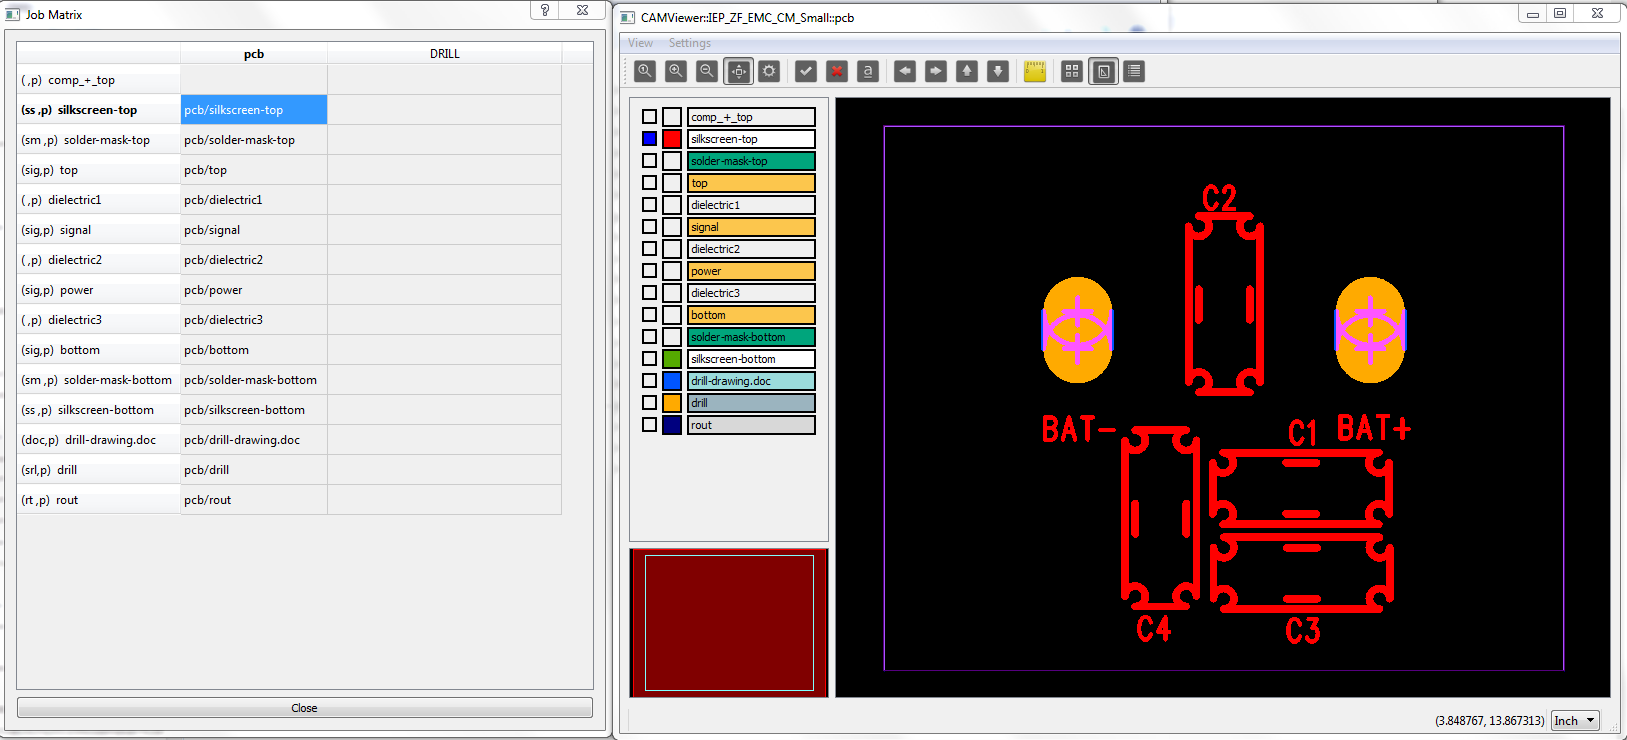 Job Matrix
?
pcb DRILL
( ,p) comp_+_top
(ss ,p) silkscreen-top pcb/silkscreen-top
(sm ,p) solder-mask-top pcb/solder-mask-top
(sig,p) top pcb/top
( ,p) dielectric1 pcb/dielectric1
(sig,p) signal pcb/signal
( ,p) dielectric2 pcb/dielectric2
(sig,p) power pcb/power
( ,p) dielectric3 pcb/dielectric3
(sig,p) bottom pcb/bottom
(sm ,p) solder-mask-bottom pcb/solder-mask-bottom
(ss ,p) silkscreen-bottom pcb/silkscreen-bottom
(doc,p) drill-drawing.doc pcb/drill-drawing.doc
(srl,p) drill pcb/drill
(rt ,p) rout pcb/rout
Close
CAMViewer::IEP_ZF_EMC_CM_Small::pcb
View Settings
a
comp_+_top
silkscreen-top
solder-mask-top
top
dielectric1
signal
dielectric2
power
dielectric3
bottom
solder-mask-bottom
silkscreen-bottom
drill-drawing.doc
drill
rout
C2
BAT- C1 BAT+
C4 C3
(3.848767, 13.867313) Inch